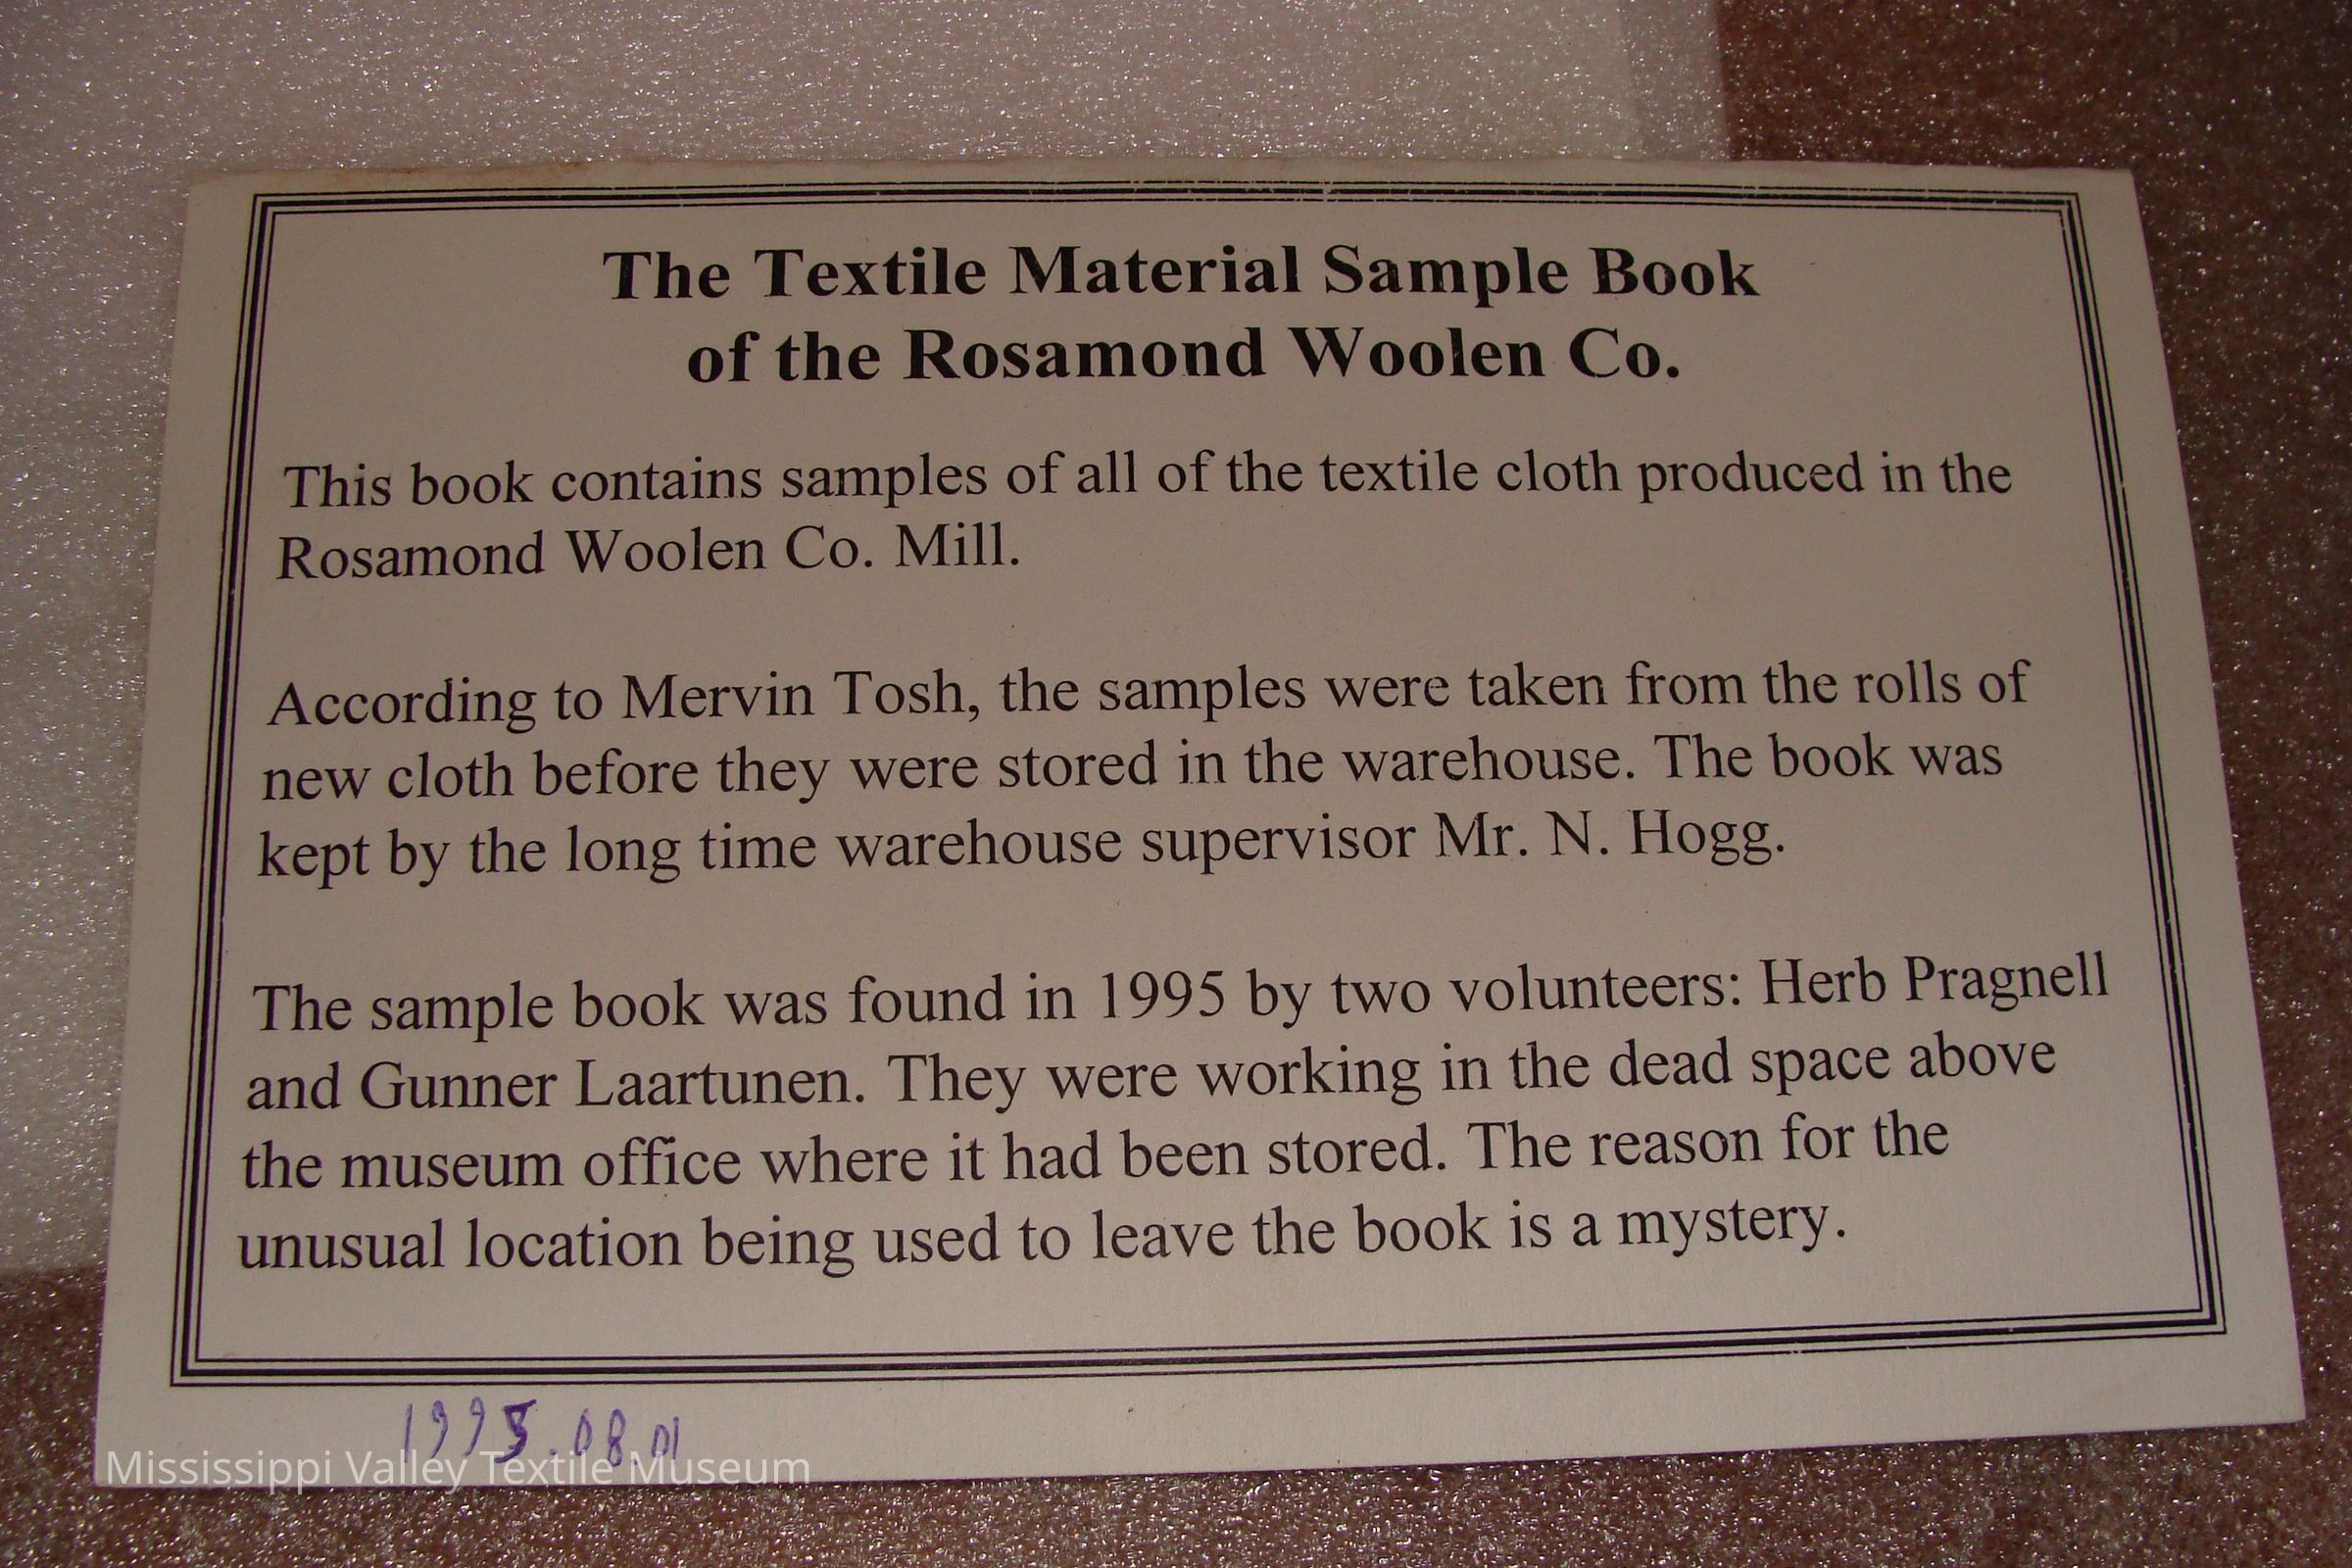 The Textile Material Sample Book
of the Rosamond Woolen Co.
This book contains samples of all of the textile cloth produced in the
Rosamond Woolen Co. Mill.
According to Mervin Tosh, the samples were taken from the rolls of
new cloth before they were stored in the warehouse. The book was
kept by the long time warehouse supervisor Mr. N. Hogg.
The sample book was found in 1995 by two volunteers: Herb Pragnell
and Gunner Laartunen. They were working in the dead space above
the museum office where it had been stored. The reason for the
unusual location being used to leave the book is a mystery.
1995.08.01
Mississippi Valley Textile Museum